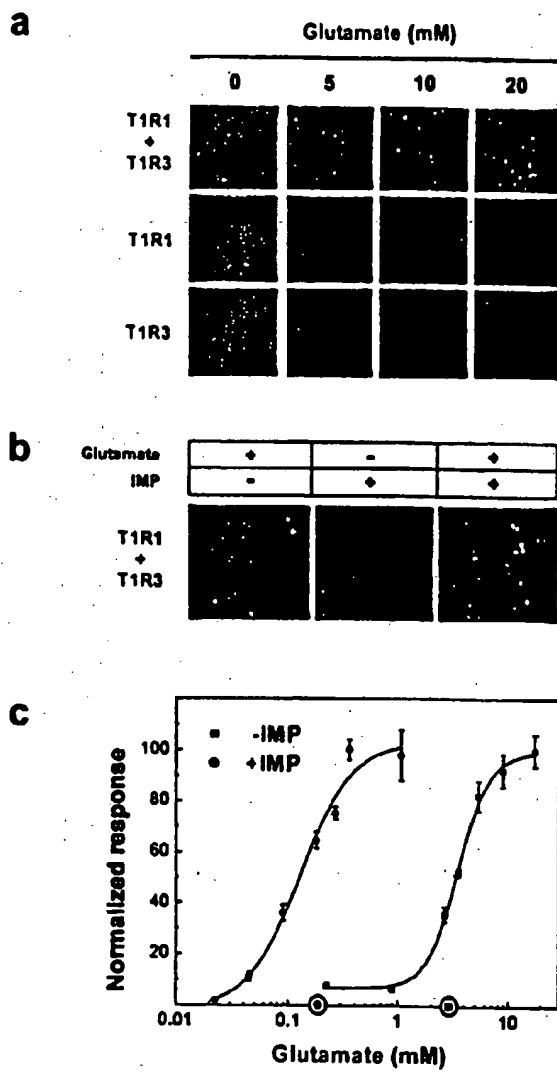 a
Glutamate (mM)
0 5 10 20
T1R1
+
T1R3
T1R1
T1R3
b
Glutamate + - +
IMP - + +
T1R1
+
T1R3
c
-IMP
+IMP
100
80
60
40
20
Normalized response
0.01 0.1 1 10
Glutamate (mM)